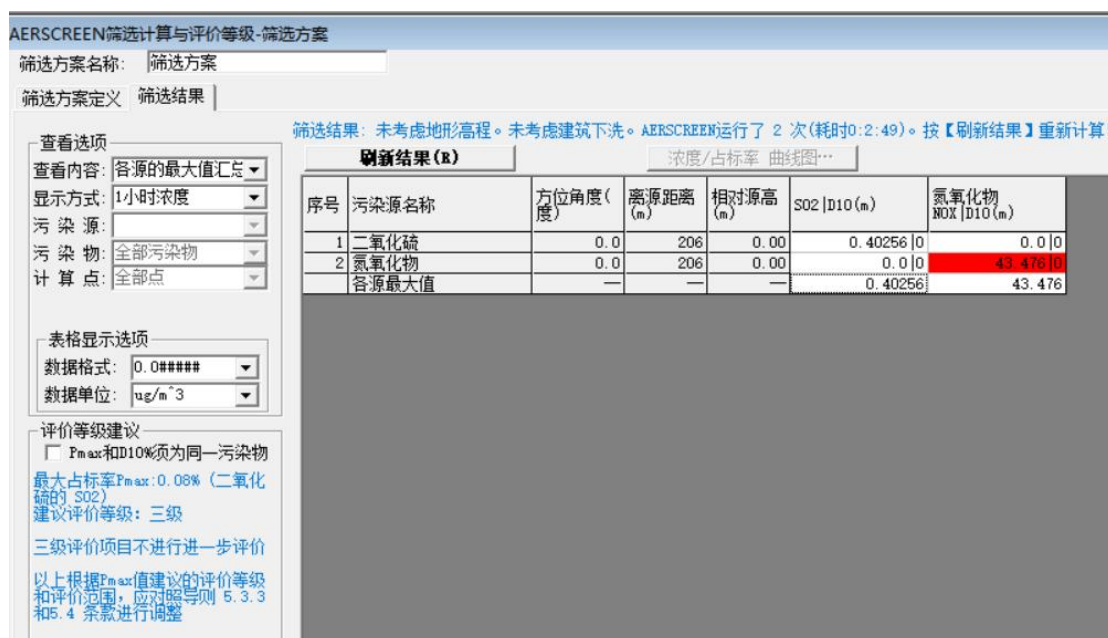 AERSCREEN筛选计算与评价等级-筛选方案
筛选方案名称: 筛选方案
筛选方案定义 筛选结果
筛选结果: 未考虑地形高程。未考虑建筑下洗。AERSCREEN运行了 2 次(耗时0:2:49)。按【刷新结果】重新计算
查看选项
查看内容: 各源的最大值汇总
显示方式: 1小时浓度
污 染 源:
污 染 物: 全部污染物
计 算 点: 全部点
表格显示选项
数据格式: 0.0#####
数据单位: ug/m^3
评价等级建议
Pmax和D10%须为同一污染物
最大占标率Pmax:0.08% (二氧化
硫的 SO2)
建议评价等级: 三级
三级评价项目不进行进一步评价
以上根据Pmax值建议的评价等级
和评价范围，应对照导则 5.3.3
和5.4 条款进行调整
刷新结果(R) 浓度/占标率 曲线图…
序号 污染源名称 方位角度(度) 离源距离(m) 相对源高(m) SO2|D10(m) 氮氧化物NOX|D10(m)
1 二氧化硫 0.0 206 0.00 0.40256|0 0.0|0
2 氮氧化物 0.0 206 0.00 0.0|0 43.476|0
各源最大值 — — — 0.40256 43.476